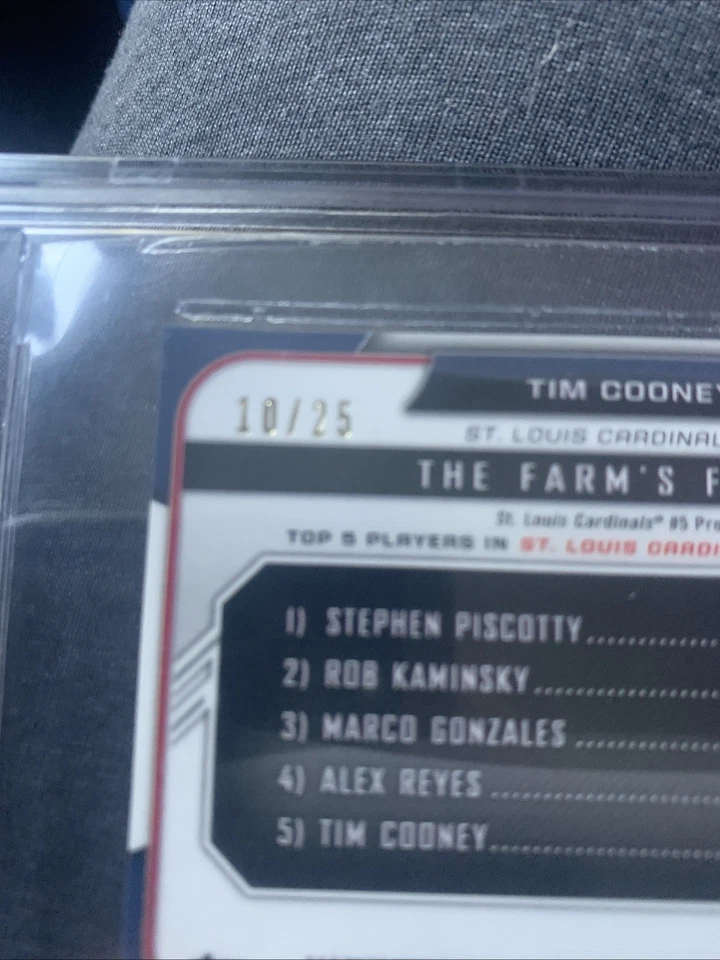 TIM COONEY
10/25
ST. LOUIS CARDINAL
THE FARM'S F
St. Louis Cardinals® #5 Pro
TOP 5 PLAYERS IN ST. LOUIS CARDI
1) STEPHEN PISCOTTY
2) ROB KAMINSKY
3) MARCO GONZALES
4) ALEX REYES
5) TIM COONEY